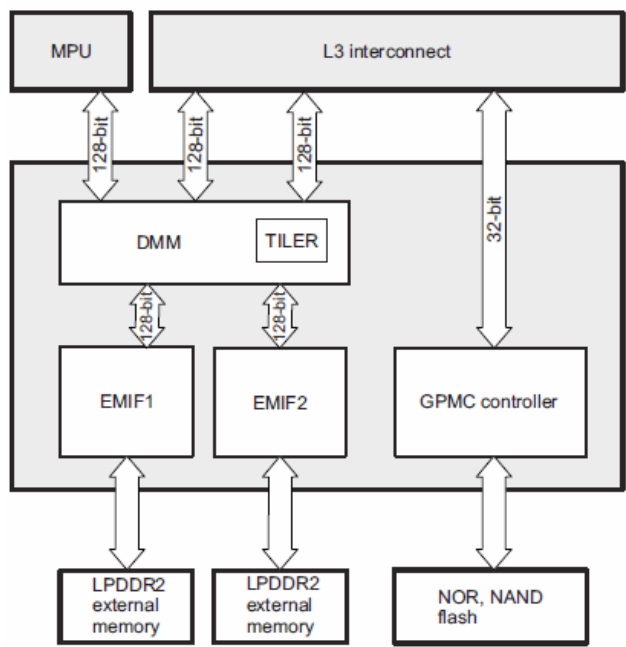 MPU
L3 interconnect
128-bit
128-bit
128-bit
32-bit
DMM
TILER
128-bit
128-bit
EMIF1
EMIF2
GPMC controller
LPDDR2
external
memory
LPDDR2
external
memory
NOR, NAND
flash